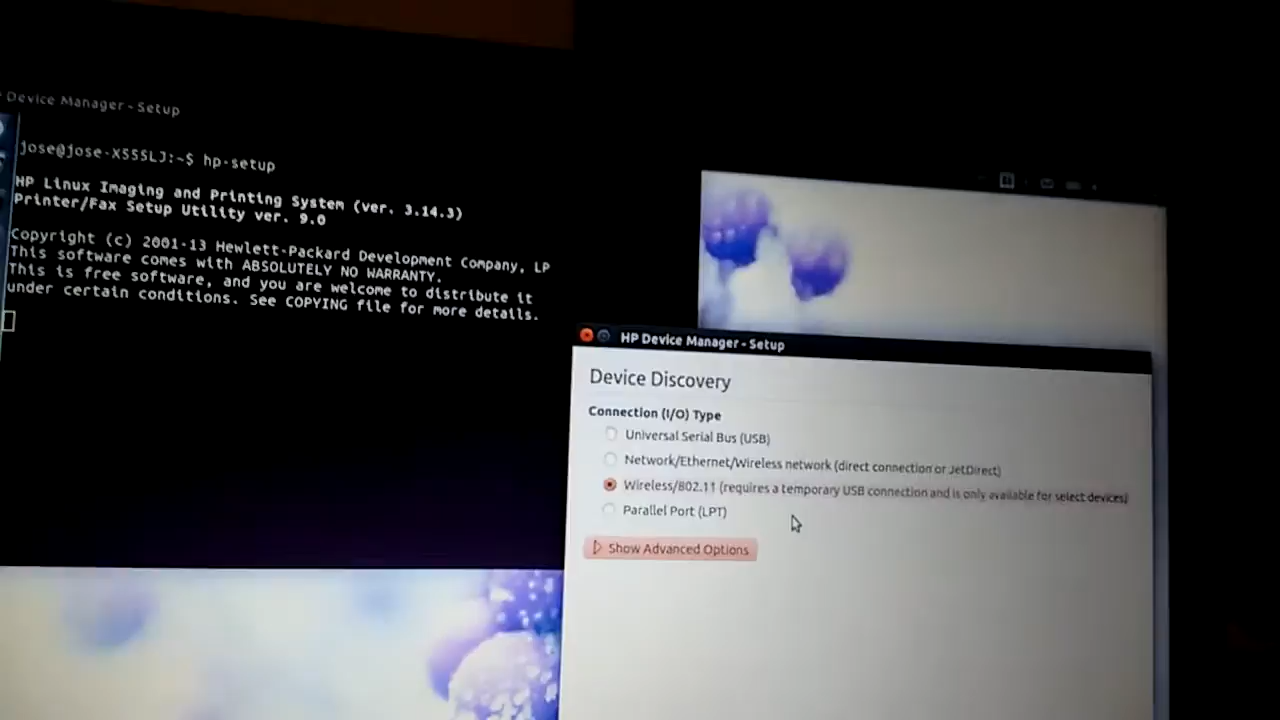 Device Manager - Setup
jose@jose-X555LJ:~$ hp-setup
HP Linux Imaging and Printing System (ver. 3.14.3)
Printer/Fax Setup Utility ver. 9.0
Copyright (c) 2001-13 Hewlett-Packard Development Company, LP
This software comes with ABSOLUTELY NO WARRANTY.
This is free software, and you are welcome to distribute it
under certain conditions. See COPYING file for more details.
HP Device Manager - Setup
Device Discovery
Connection (I/O) Type
Universal Serial Bus (USB)
Network/Ethernet/Wireless network (direct connection or JetDirect)
Wireless/802.11 (requires a temporary USB connection and is only available for select devices)
Parallel Port (LPT)
Show Advanced Options